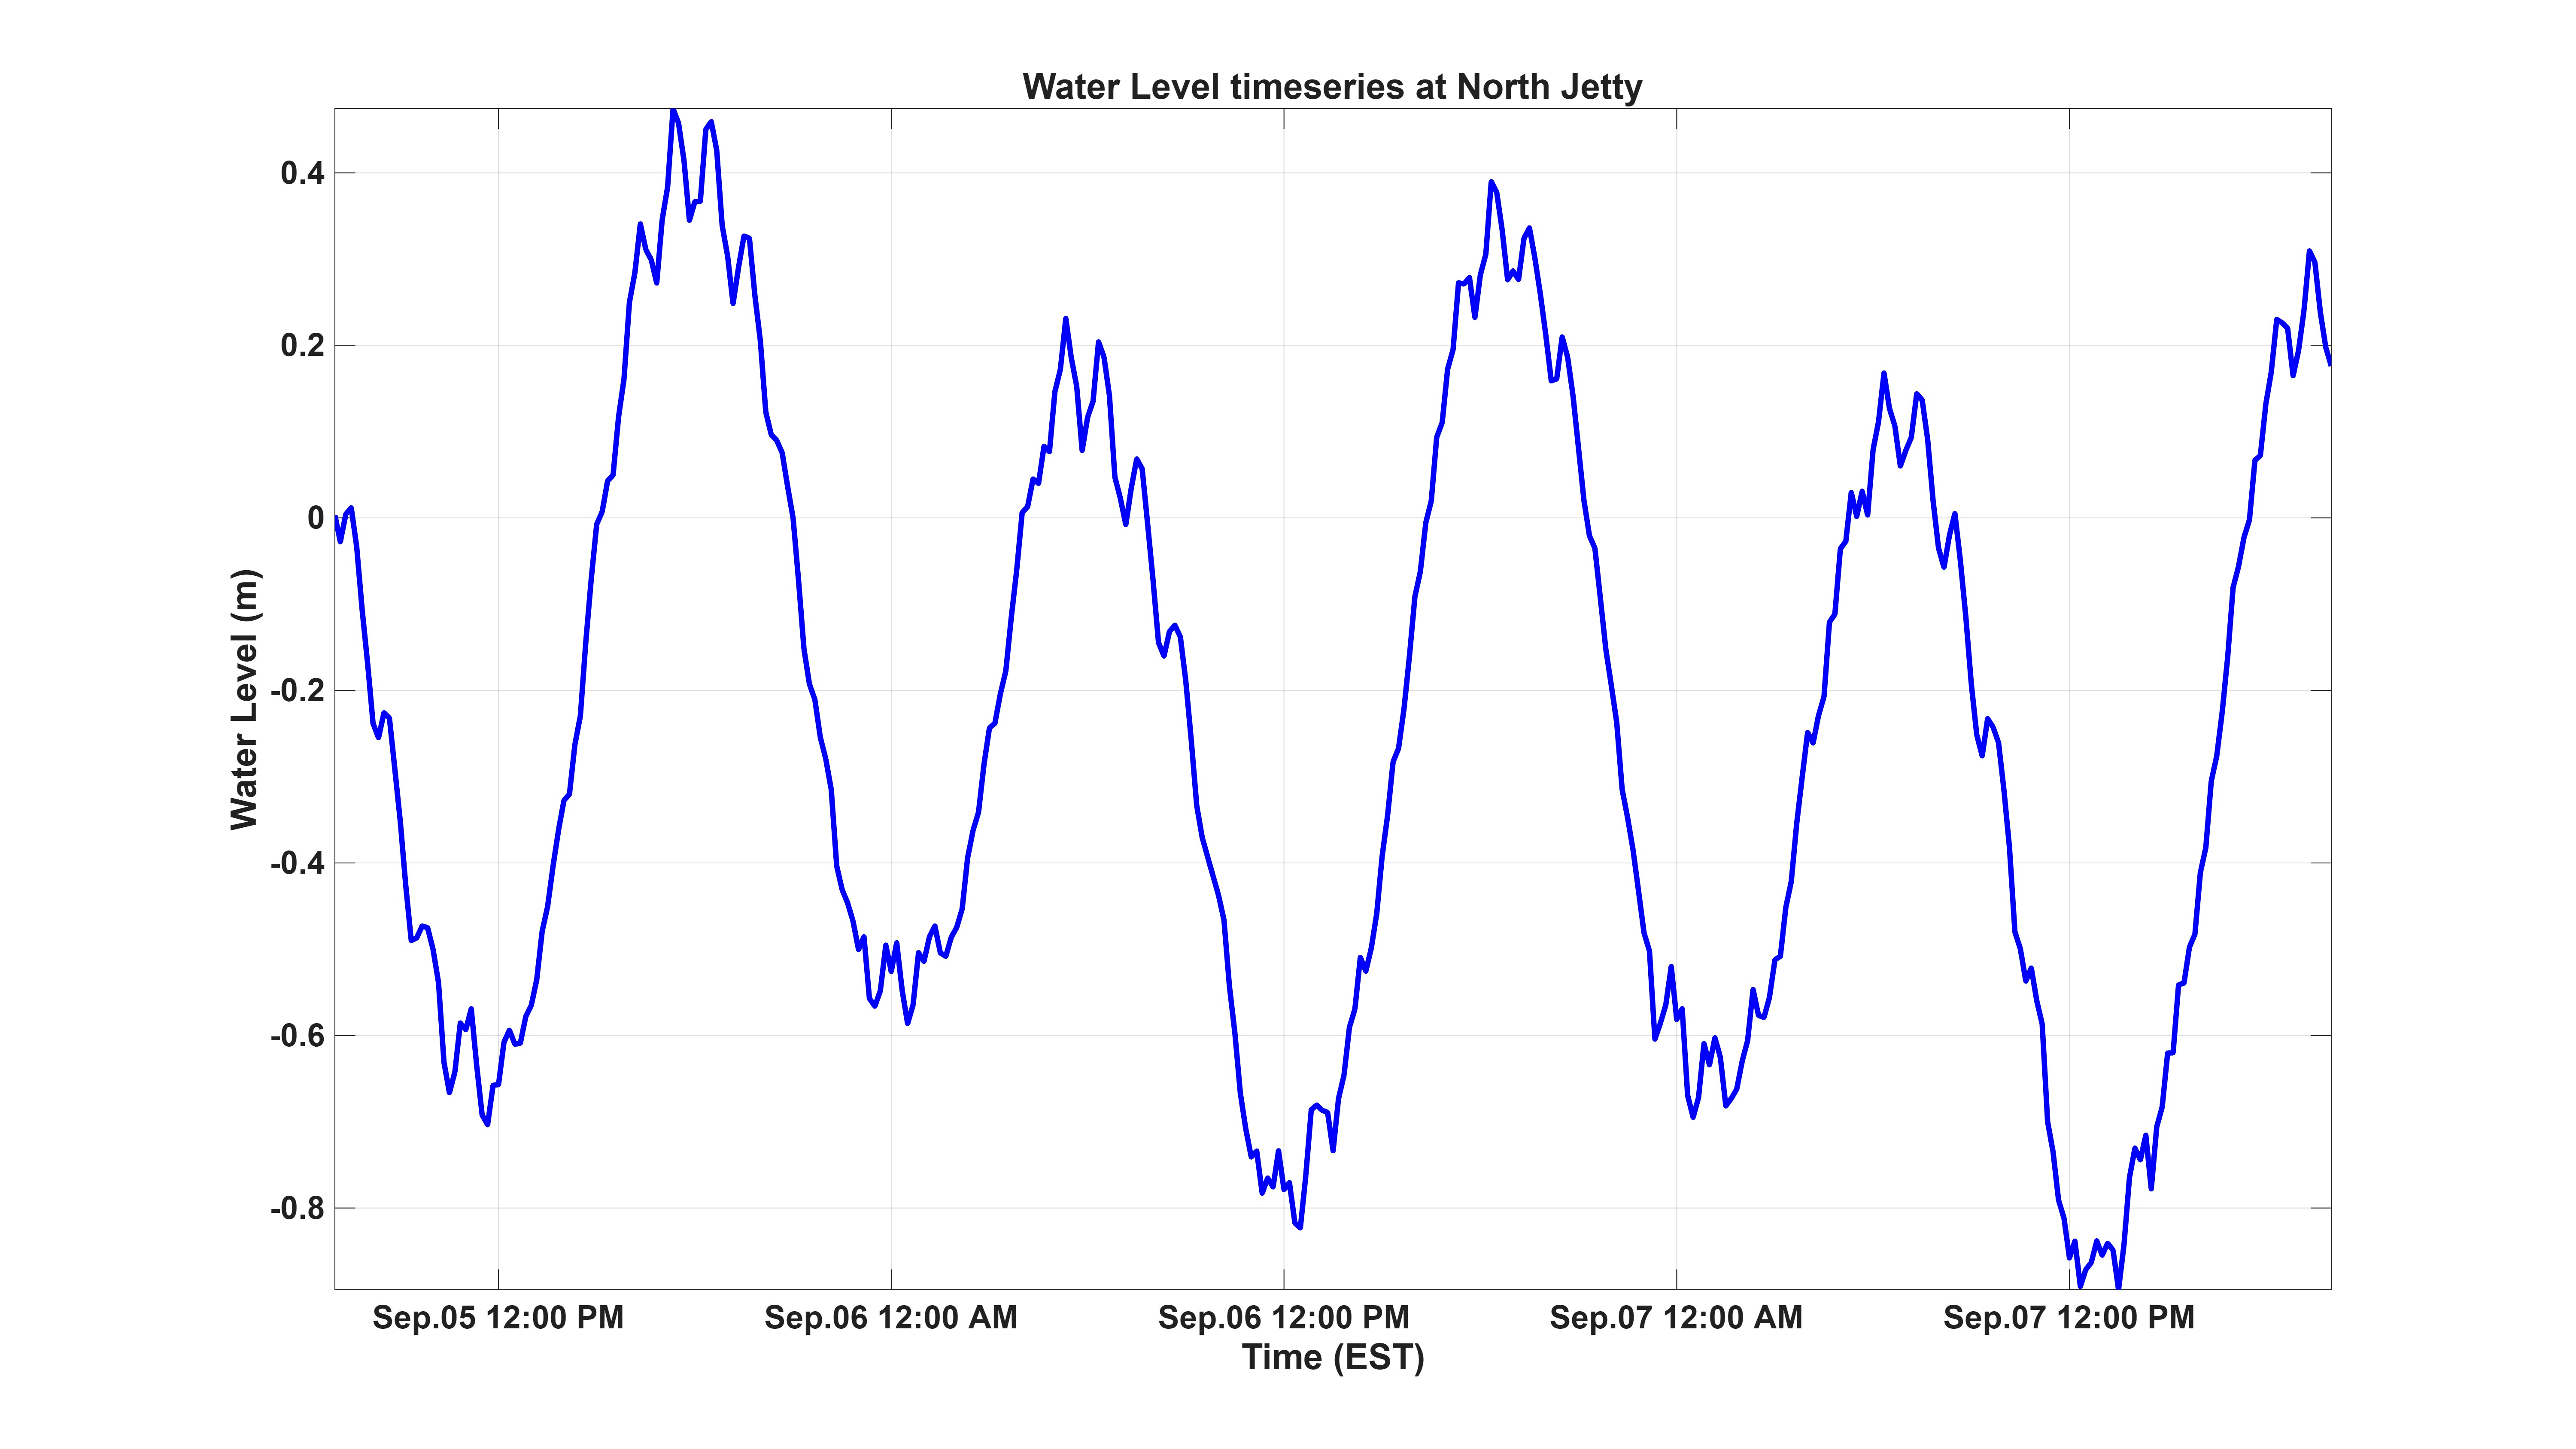 Water Level timeseries at North Jetty
0.4
0.2
0
-0.2
-0.4
-0.6
-0.8
Water Level (m)
Sep.05 12:00 PM Sep.06 12:00 AM Sep.06 12:00 PM Sep.07 12:00 AM Sep.07 12:00 PM
Time (EST)